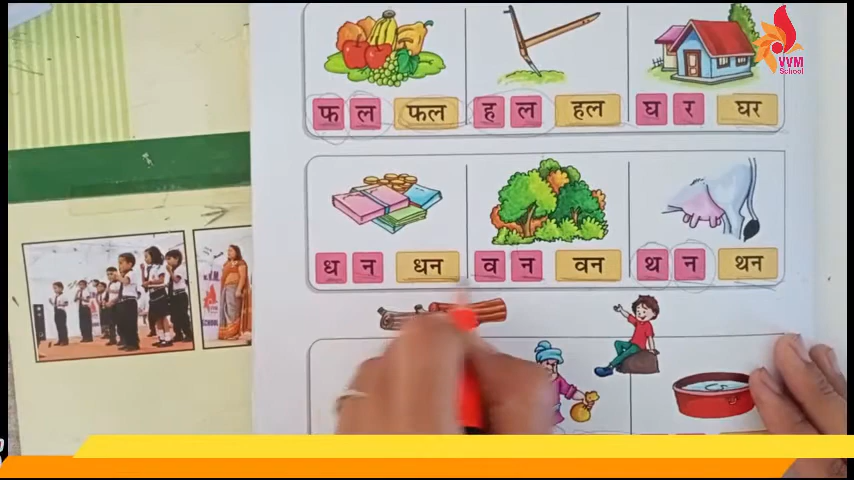 VVM
School
फ ल फल ह ल हल घ र घर
ध न धन व न वन थ न थन